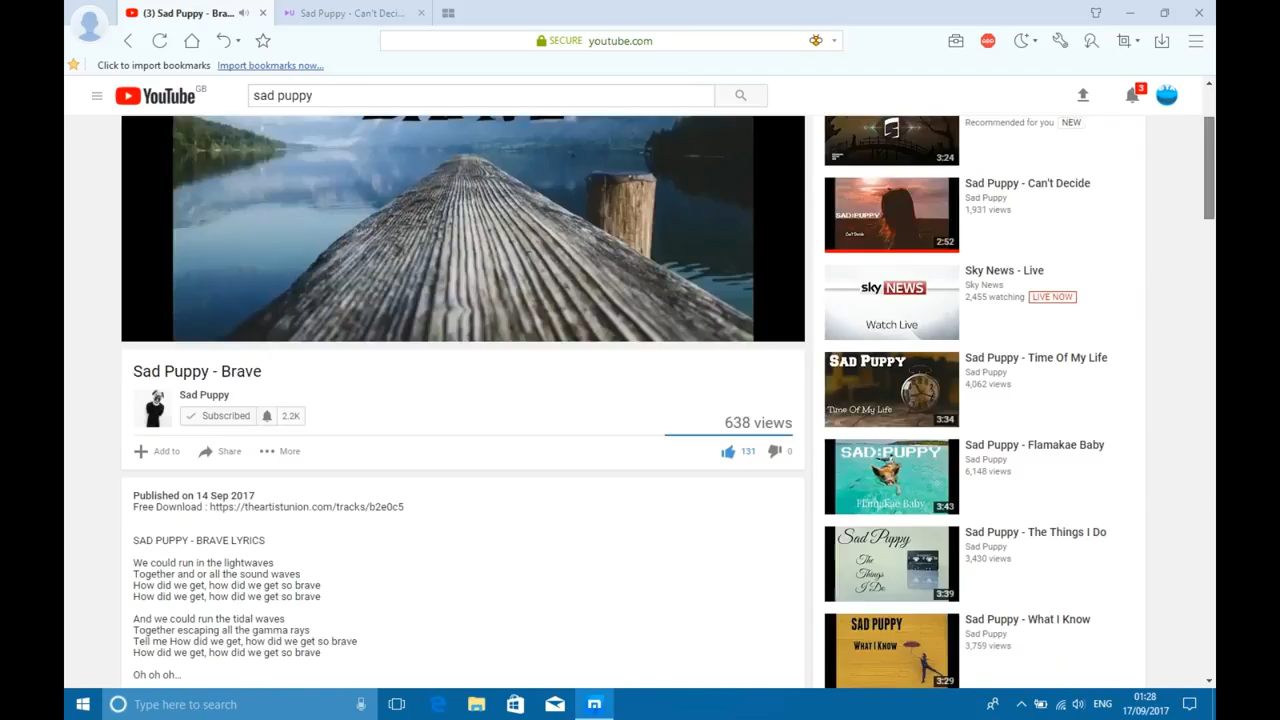 (3) Sad Puppy - Bra...
Sad Puppy - Can't Deci...
SECURE youtube.com
Click to import bookmarks Import bookmarks now...
YouTube GB
sad puppy
3
3:24
Recommended for you NEW
SAD:PUPPY
Can't Decide
2:52
Sad Puppy - Can't Decide
Sad Puppy
1,931 views
sky NEWS
Watch Live
Sky News - Live
Sky News
2,455 watching LIVE NOW
SAD PUPPY
Time Of My Life
3:34
Sad Puppy - Time Of My Life
Sad Puppy
4,062 views
SAD:PUPPY
Flamakae Baby
3:43
Sad Puppy - Flamakae Baby
Sad Puppy
6,148 views
Sad Puppy
The
Things
I Do
3:39
Sad Puppy - The Things I Do
Sad Puppy
3,430 views
SAD PUPPY
WHAT I KNOW
3:29
Sad Puppy - What I Know
Sad Puppy
3,759 views
Sad Puppy - Brave
Sad Puppy
Subscribed 2.2K
638 views
Add to Share More
131 0
Published on 14 Sep 2017
Free Download : https://theartistunion.com/tracks/b2e0c5
SAD PUPPY - BRAVE LYRICS
We could run in the lightwaves
Together and or all the sound waves
How did we get, how did we get so brave
How did we get, how did we get so brave
And we could run the tidal waves
Together escaping all the gamma rays
Tell me How did we get, how did we get so brave
How did we get, how did we get so brave
Oh oh oh...
Type here to search
ENG
01:28
17/09/2017